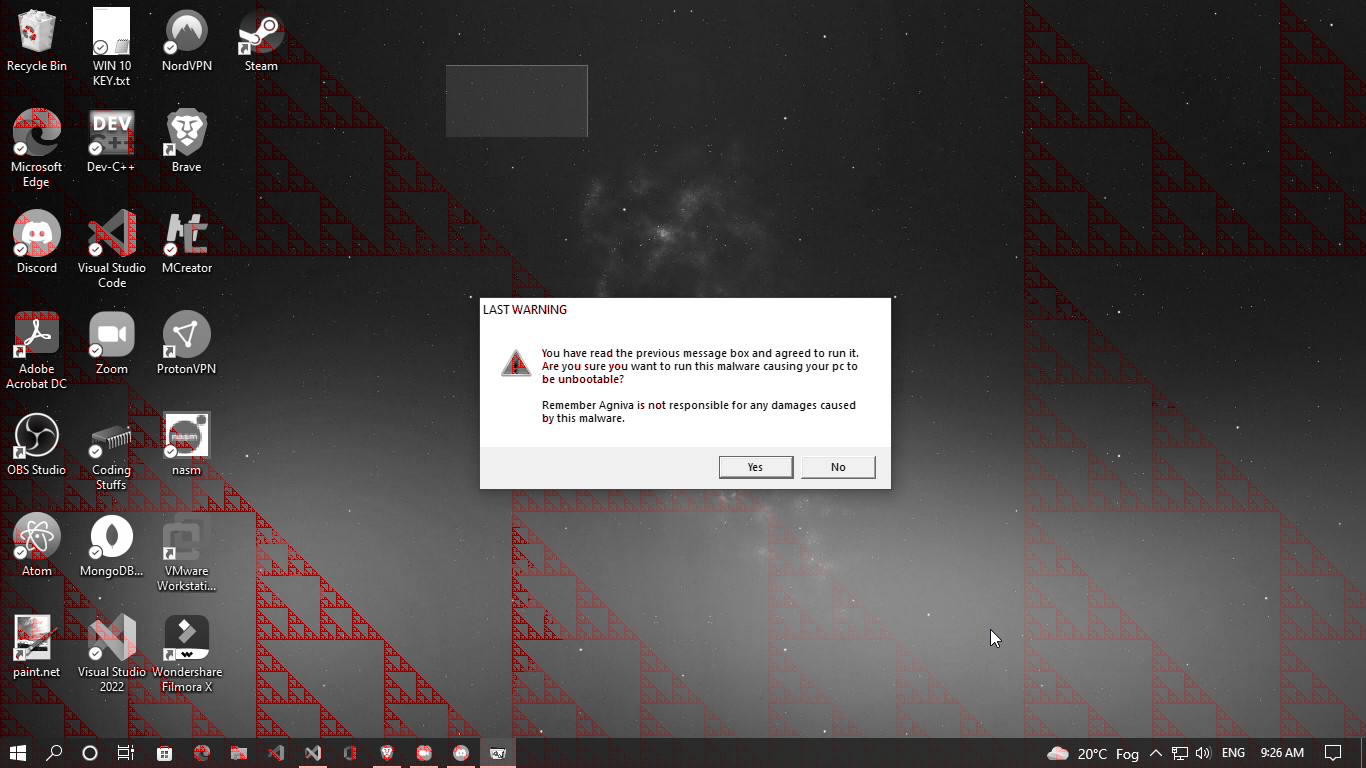 Recycle Bin
WIN 10
KEY.txt
NordVPN
Steam
Microsoft
Edge
DEV
C++
Dev-C++
Brave
Discord
Visual Studio
Code
MCreator
Adobe
Acrobat DC
Zoom
ProtonVPN
OBS Studio
Coding
Stuffs
nasm
nasm
Atom
MongoDB...
VMware
Workstati...
paint.net
Visual Studio
2022
Wondershare
Filmora X
LAST WARNING
You have read the previous message box and agreed to run it.
Are you sure you want to run this malware causing your pc to
be unbootable?
Remember Agniva is not responsible for any damages caused
by this malware.
Yes
No
20°C Fog
ENG
9:26 AM